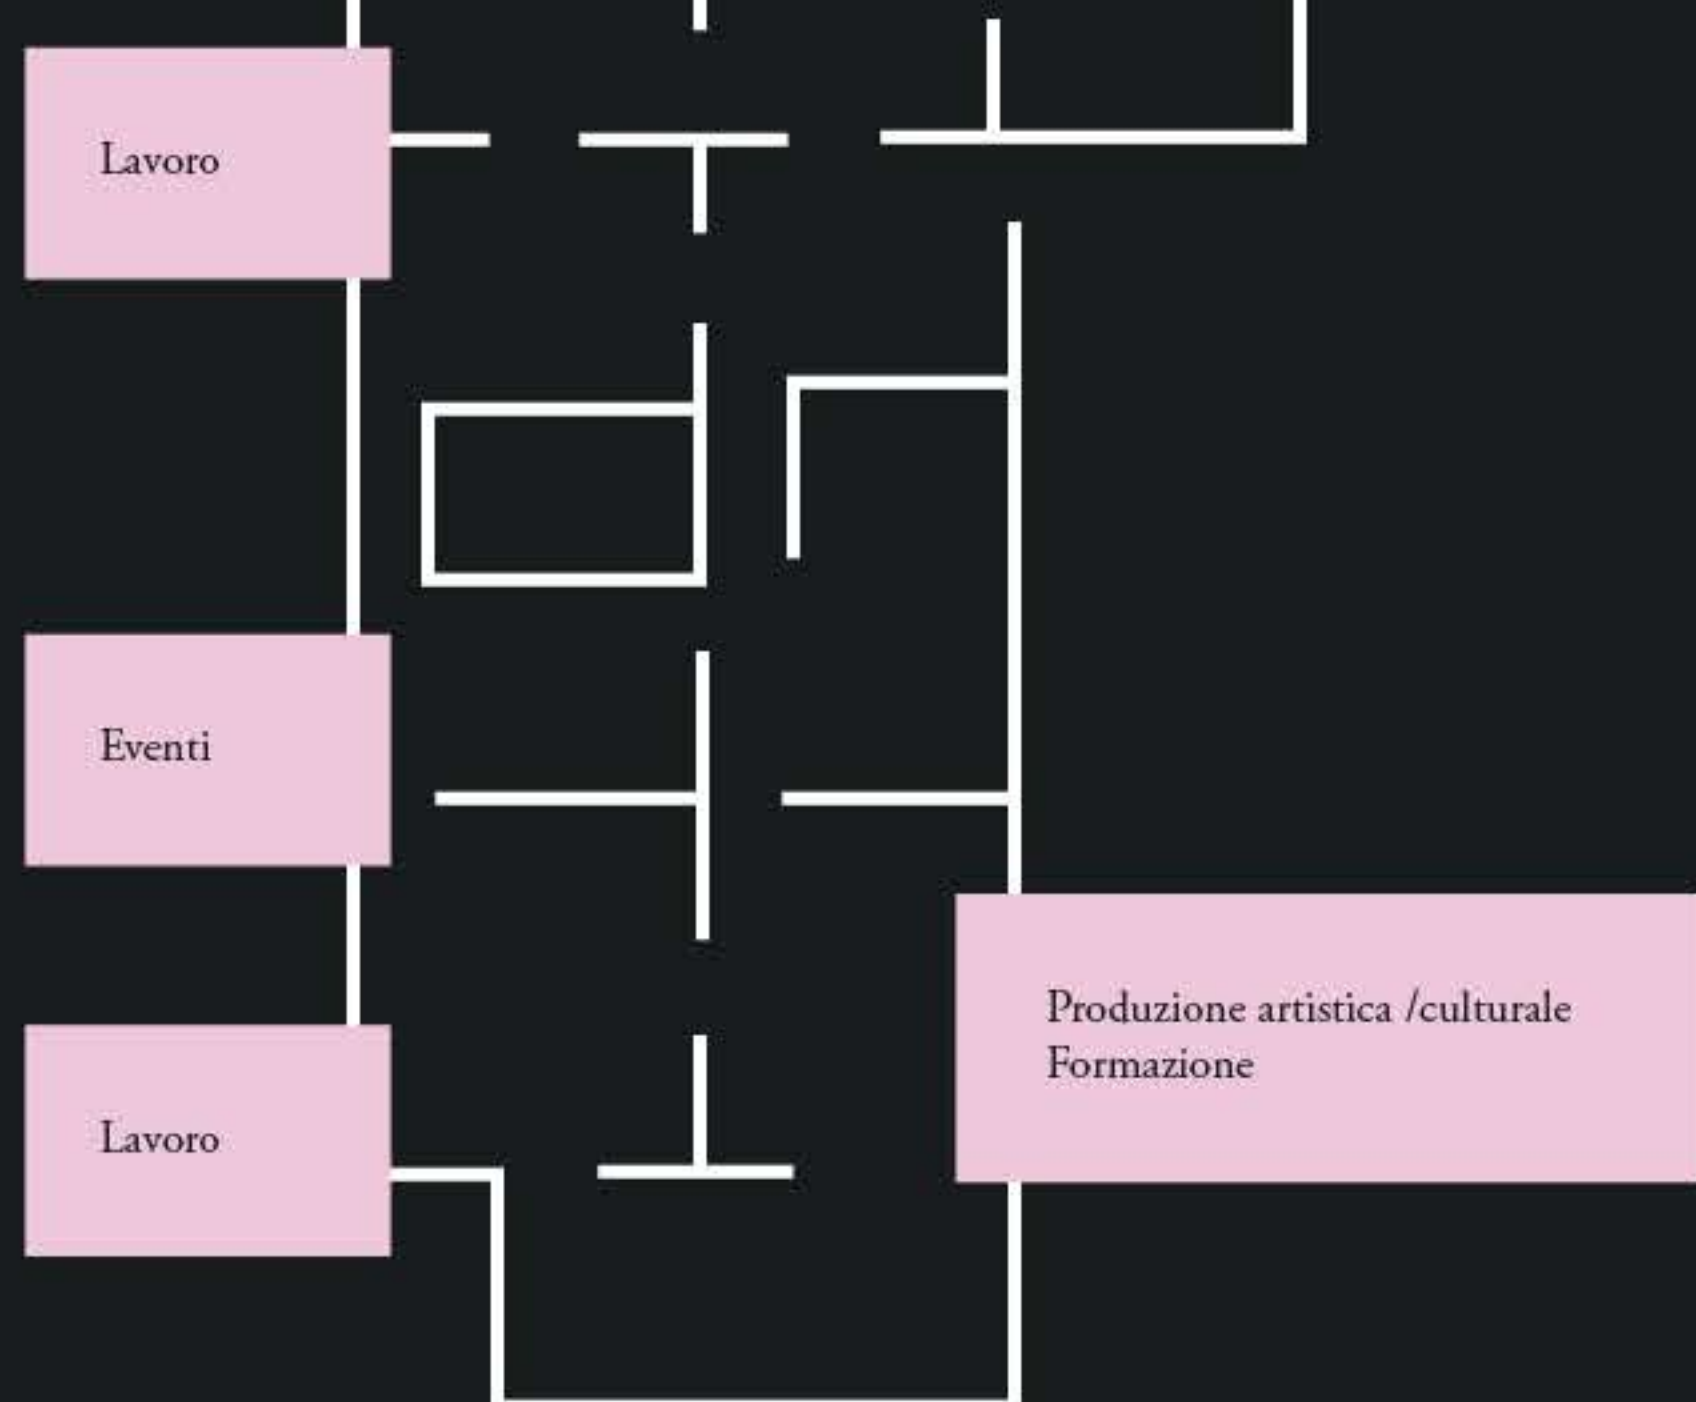 Lavoro
Eventi
Produzione artistica /culturale
Formazione
Lavoro